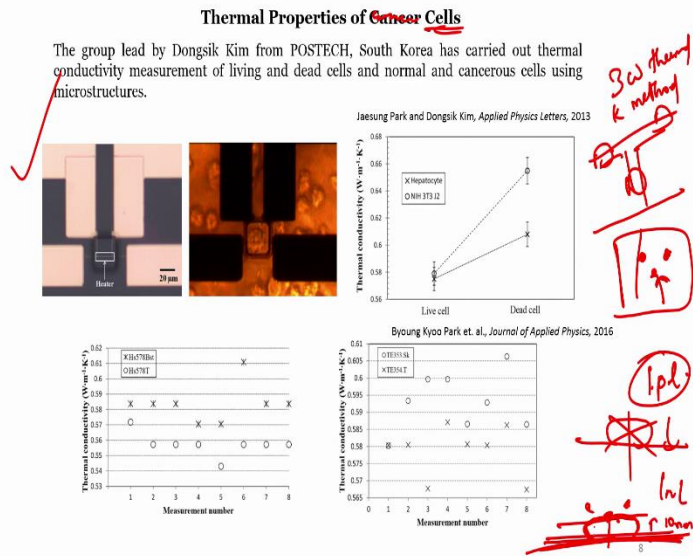 Thermal Properties of Cancer Cells
The group lead by Dongsik Kim from POSTECH, South Korea has carried out thermal
conductivity measurement of living and dead cells and normal and cancerous cells using
microstructures.
3ω thermal
k method
Jaesung Park and Dongsik Kim, Applied Physics Letters, 2013
Heater
20 μm
Thermal conductivity (W·m⁻¹·K⁻¹)
0.68
0.66
0.64
0.62
0.6
0.58
0.56
Hepatocyte
NIH 3T3 J2
Live cell
Dead cell
Byoung Kyoo Park et. al., Journal of Applied Physics, 2016
Thermal conductivity (W·m⁻¹·K⁻¹)
0.62
0.61
0.6
0.59
0.58
0.57
0.56
0.55
0.54
0.53
Hs578Bst
Hs578T
1 2 3 4 5 6 7 8
Measurement number
Thermal conductivity (W·m⁻¹·K⁻¹)
0.61
0.605
0.6
0.595
0.59
0.585
0.58
0.575
0.57
0.565
TE353.Sk
TE354.T
0 1 2 3 4 5 6 7 8
Measurement number
1pl
10nm
8